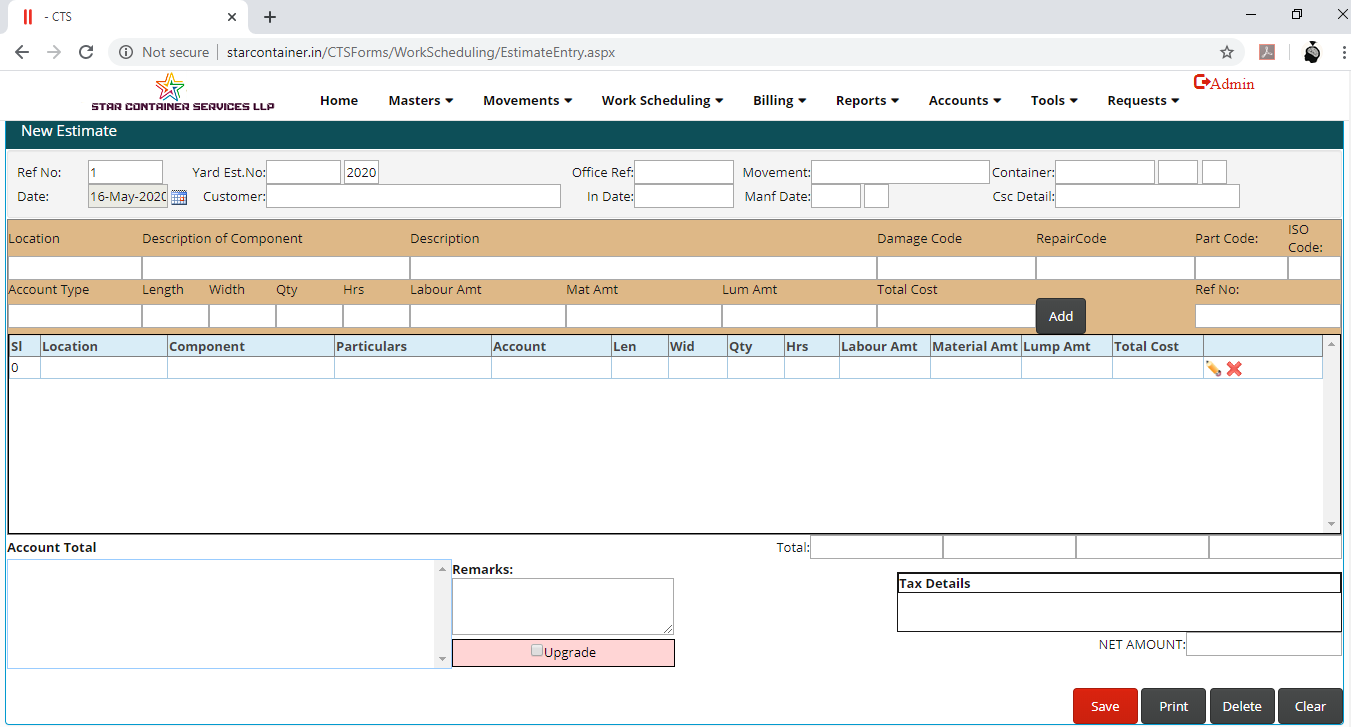 - CTS
Not secure starcontainer.in/CTSForms/WorkScheduling/EstimateEntry.aspx
STAR CONTAINER SERVICES LLP
Home Masters Movements Work Scheduling Billing Reports Accounts Tools Requests Admin
New Estimate
Ref No: 1 Yard Est.No: 2020 Office Ref: Movement: Container:
Date: 16-May-2020 Customer: In Date: Manf Date: Csc Detail:
Location Description of Component Description Damage Code RepairCode Part Code: ISO Code:
Account Type Length Width Qty Hrs Labour Amt Mat Amt Lum Amt Total Cost Ref No:
Add
Sl Location Component Particulars Account Len Wid Qty Hrs Labour Amt Material Amt Lump Amt Total Cost
0
Account Total Total:
Remarks:
Tax Details
Upgrade
NET AMOUNT:
Save Print Delete Clear